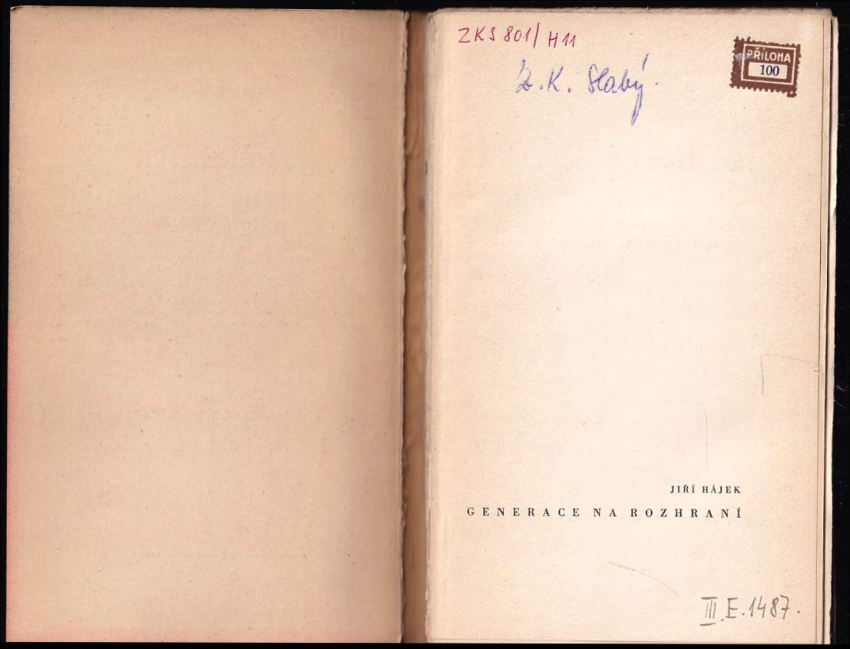 ZKS 801/H11
PŘÍLOHA
100
Z. K. Slabý.
JIŘÍ HÁJEK
GENERACE NA ROZHRANÍ
III.E.1487.